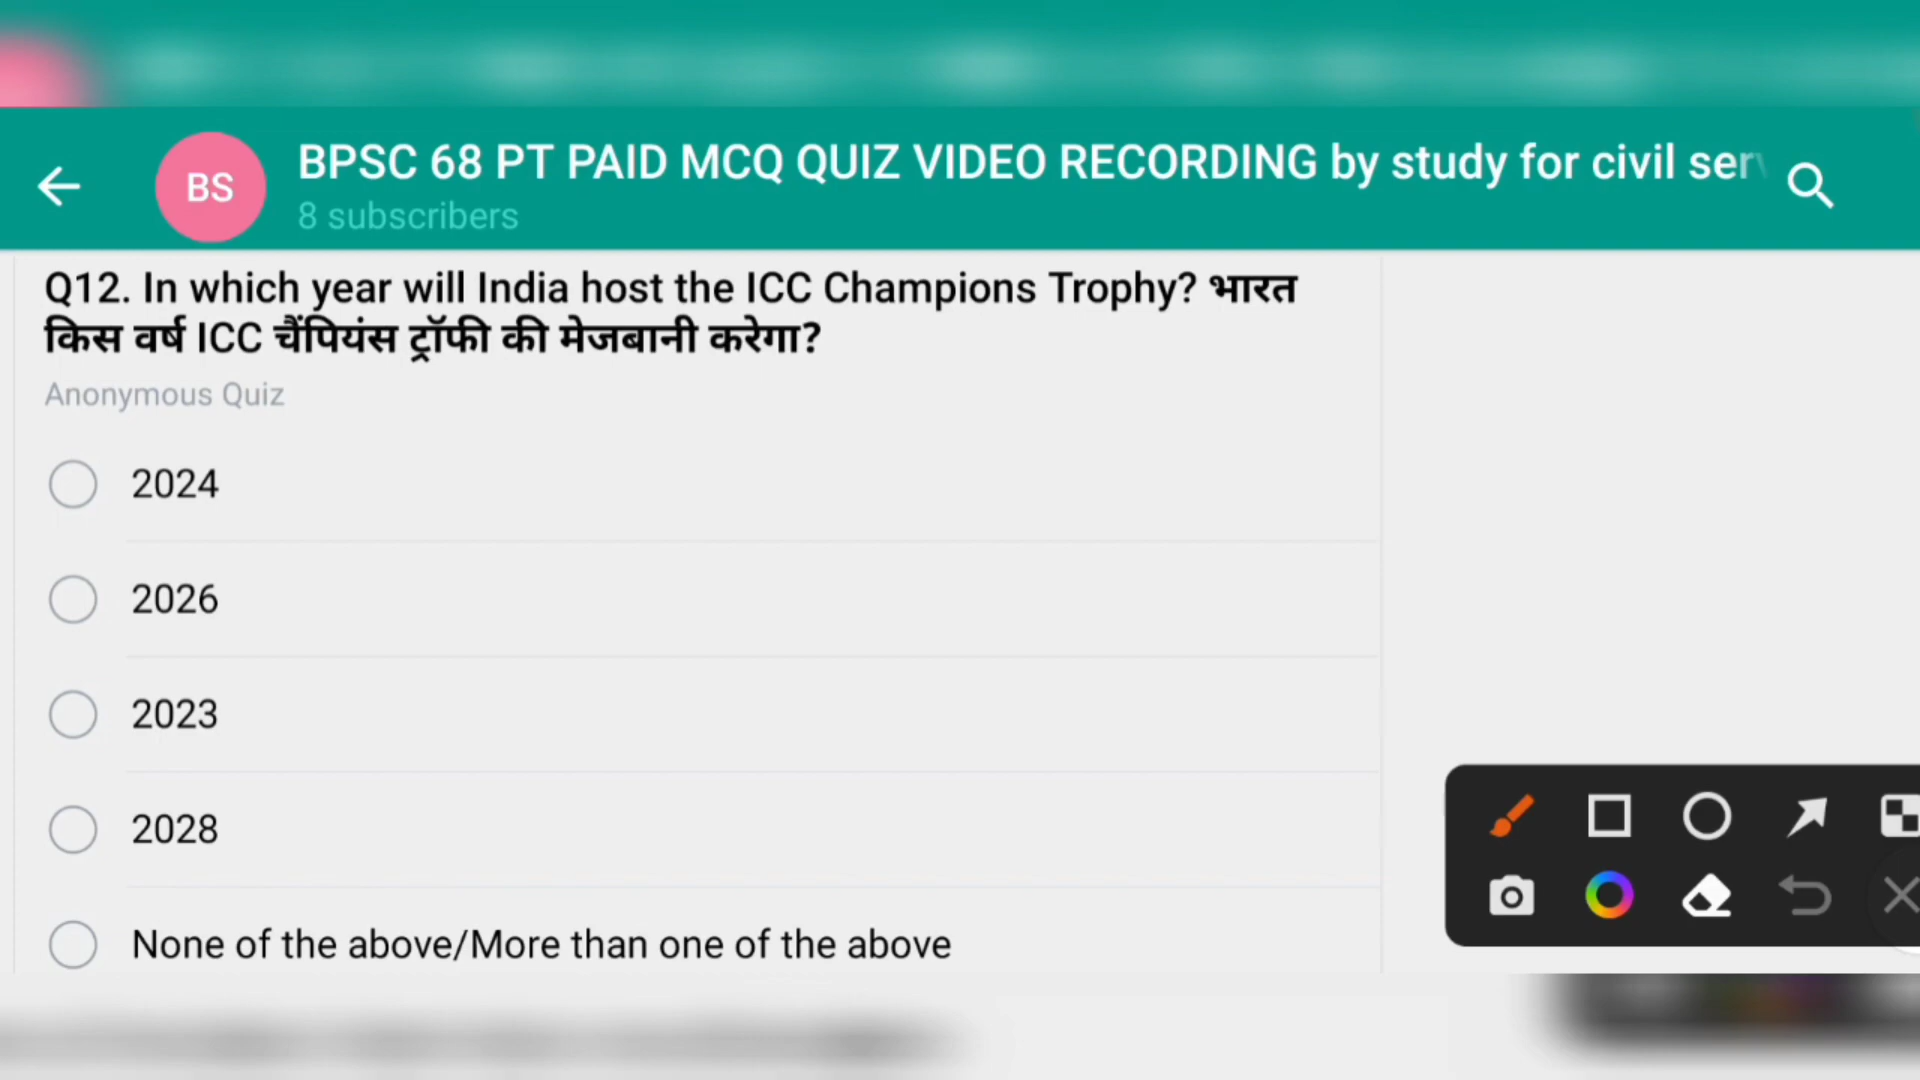 BS
BPSC 68 PT PAID MCQ QUIZ VIDEO RECORDING by study for civil
8 subscribers
Q12. In which year will India host the ICC Champions Trophy? भारत
किस वर्ष ICC चैंपियंस ट्रॉफी की मेजबानी करेगा?
Anonymous Quiz
2024
2026
2023
2028
None of the above/More than one of the above